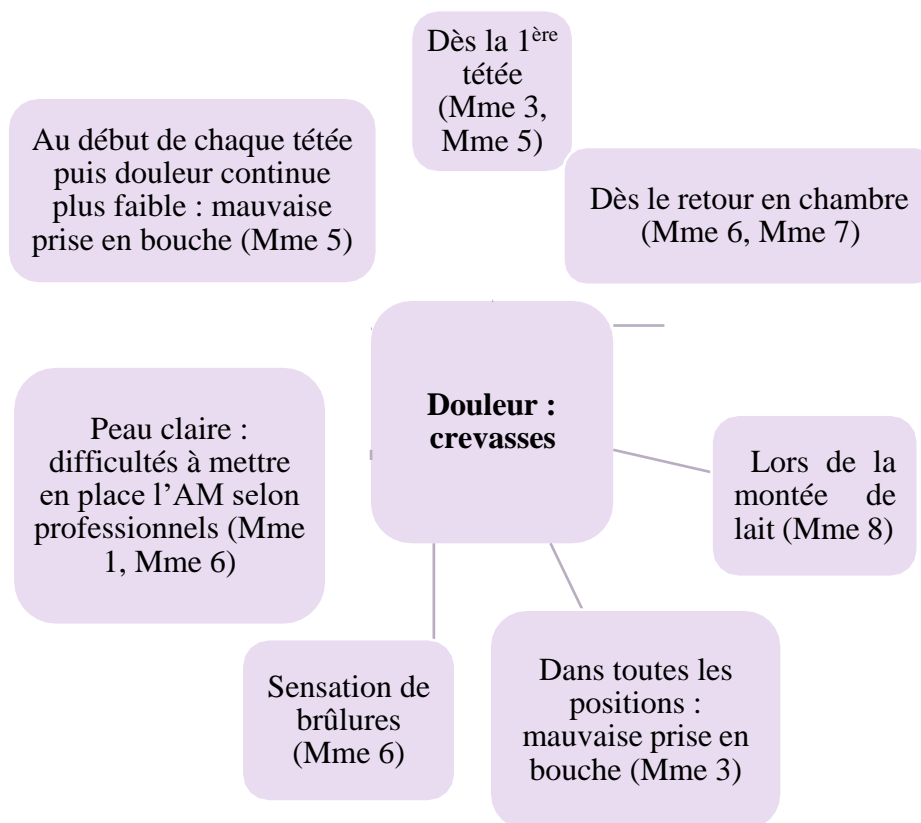 Dès la 1ère
tétée
(Mme 3,
Mme 5)
Au début de chaque tétée
puis douleur continue
plus faible : mauvaise
prise en bouche (Mme 5)
Dès le retour en chambre
(Mme 6, Mme 7)
Douleur :
crevasses
Peau claire :
difficultés à mettre
en place l’AM selon
professionnels (Mme
1, Mme 6)
Lors de la
montée de
lait (Mme 8)
Sensation de
brûlures
(Mme 6)
Dans toutes les
positions :
mauvaise prise en
bouche (Mme 3)